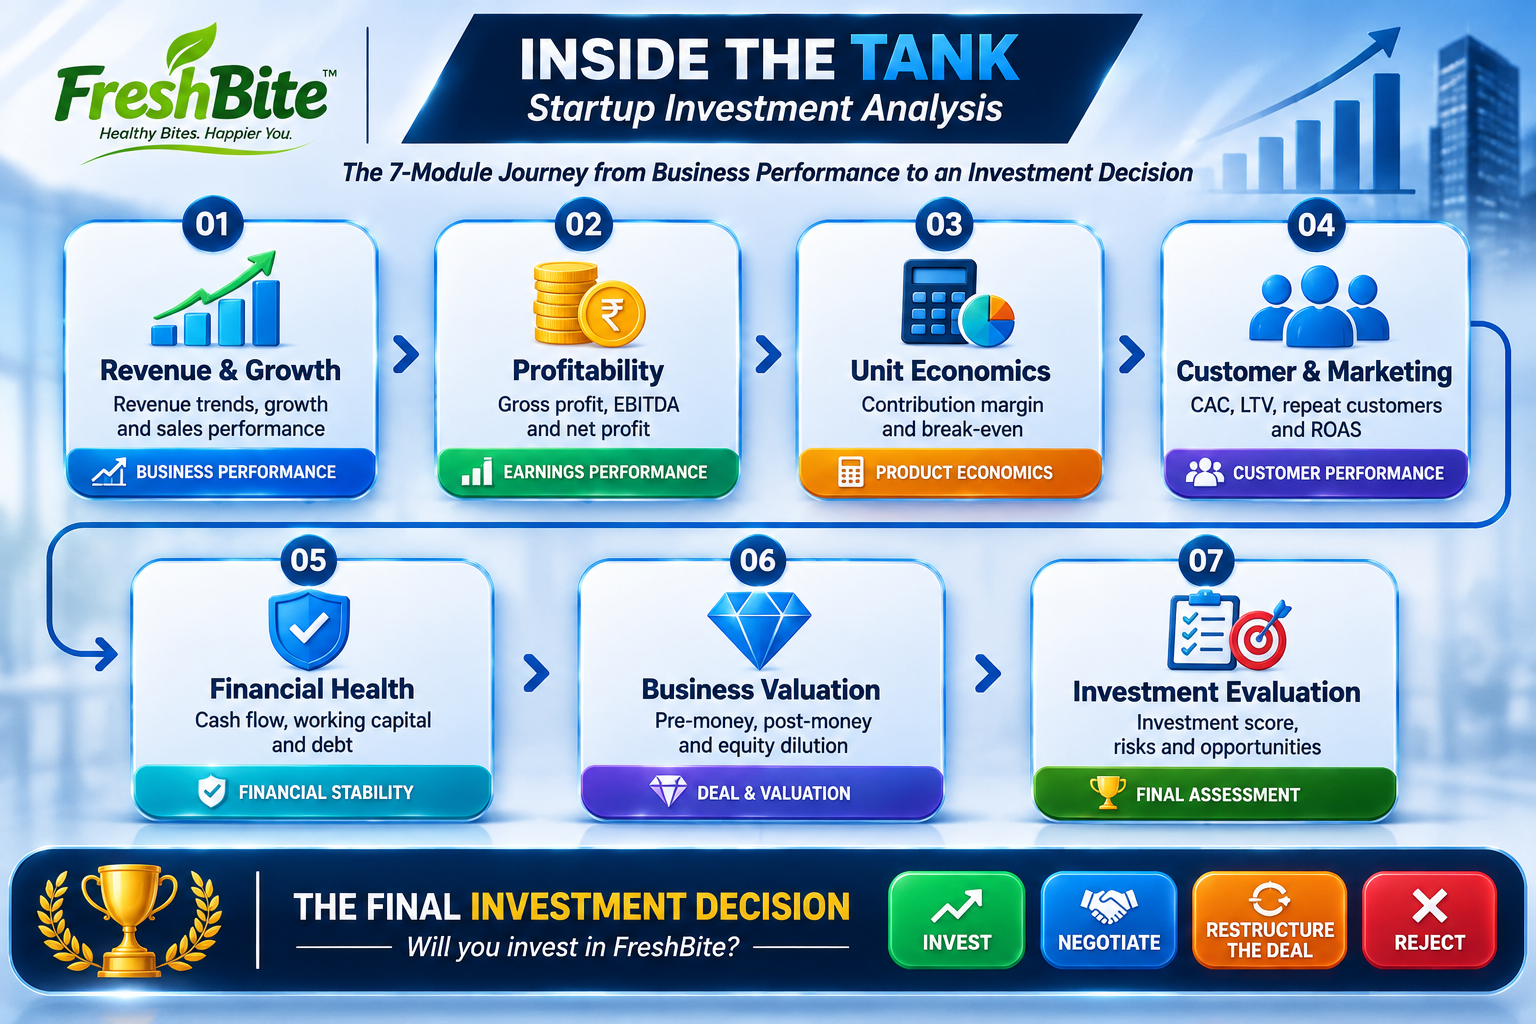 FreshBite™
Healthy Bites. Happier You.
INSIDE THE TANK
Startup Investment Analysis
The 7-Module Journey from Business Performance to an Investment Decision
01
Revenue & Growth
Revenue trends, growth
and sales performance
BUSINESS PERFORMANCE
02
₹
Profitability
Gross profit, EBITDA
and net profit
EARNINGS PERFORMANCE
03
Unit Economics
Contribution margin
and break-even
PRODUCT ECONOMICS
04
Customer & Marketing
CAC, LTV, repeat customers
and ROAS
CUSTOMER PERFORMANCE
05
Financial Health
Cash flow, working capital
and debt
FINANCIAL STABILITY
06
Business Valuation
Pre-money, post-money
and equity dilution
DEAL & VALUATION
07
Investment Evaluation
Investment score,
risks and opportunities
FINAL ASSESSMENT
THE FINAL INVESTMENT DECISION
Will you invest in FreshBite?
INVEST
NEGOTIATE
RESTRUCTURE
THE DEAL
REJECT